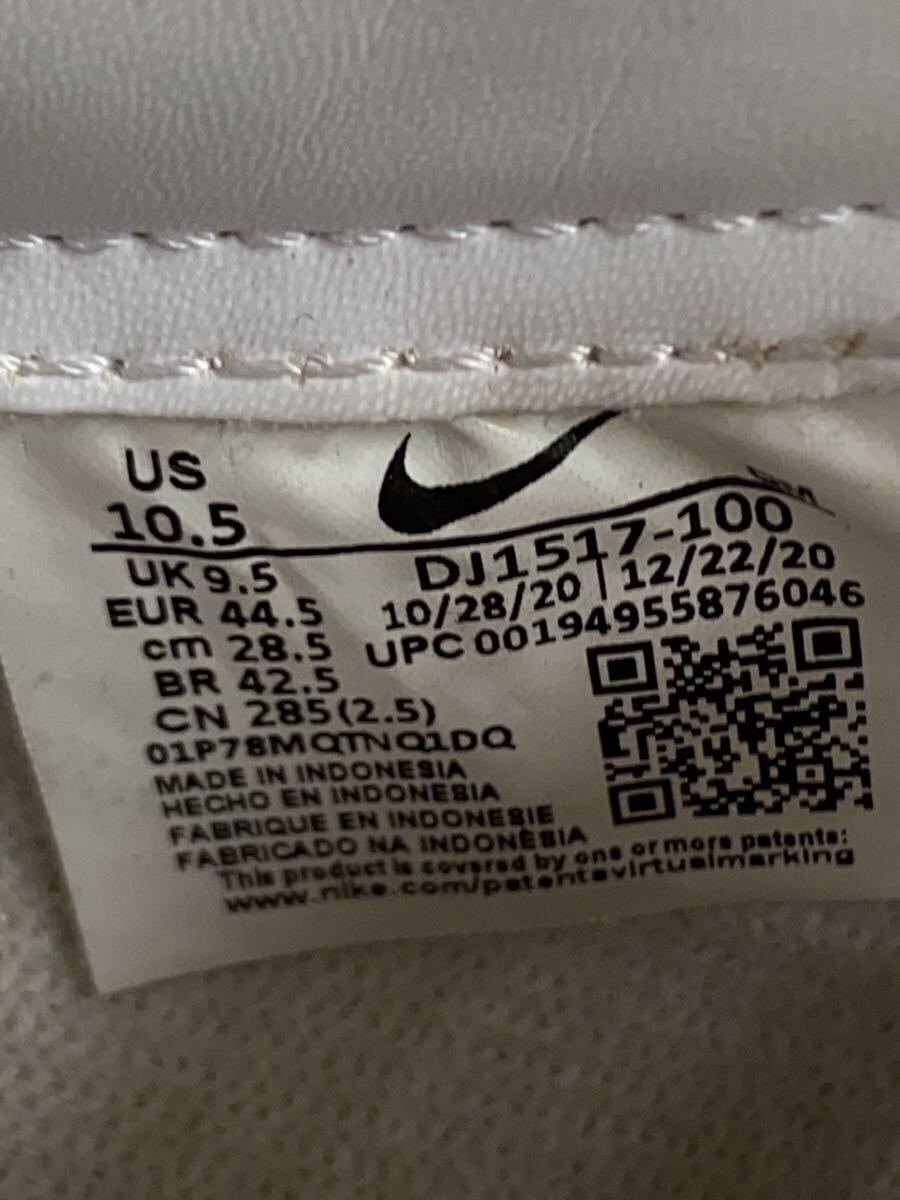 US
10.5
UK 9.5
EUR 44.5
cm 28.5
BR 42.5
CN 285(2.5)
01P78MQTNQ1DQ
DJ1517-100
10/28/20 | 12/22/20
UPC 00194955876046
MADE IN INDONESIA
HECHO EN INDONESIA
FABRIQUE EN INDONESIE
FABRICADO NA INDONÉSIA
This product is covered by one or more patents:
www.nike.com/patentsvirtualmarking